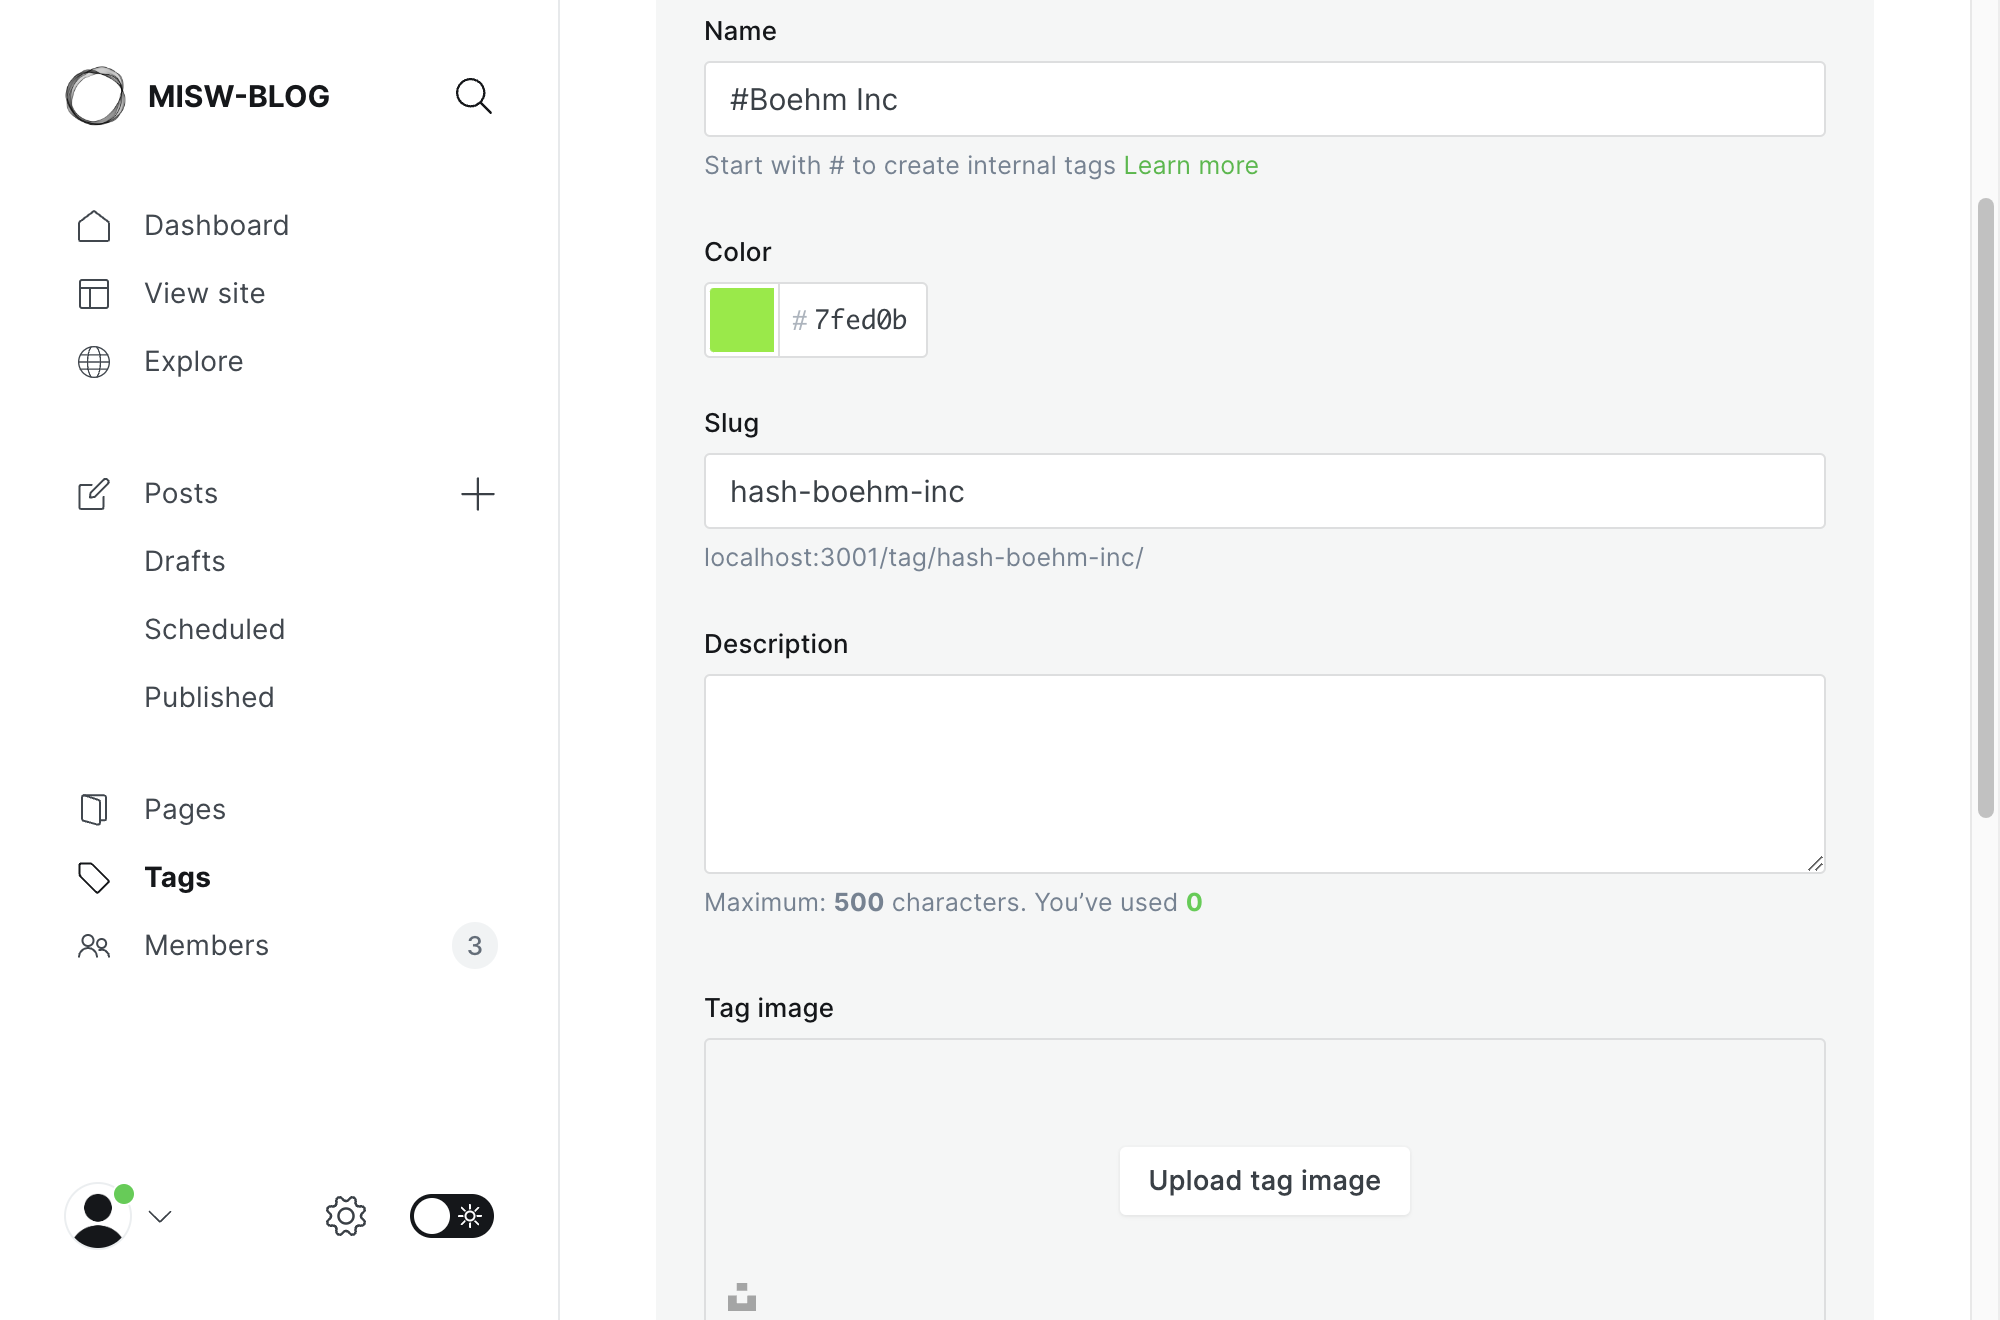 MISW-BLOG
Dashboard
View site
Explore
Posts
Drafts
Scheduled
Published
Pages
Tags
Members
3
Name
#Boehm Inc
Start with # to create internal tags Learn more
Color
# 7fed0b
Slug
hash-boehm-inc
localhost:3001/tag/hash-boehm-inc/
Description
Maximum: 500 characters. You’ve used 0
Tag image
Upload tag image